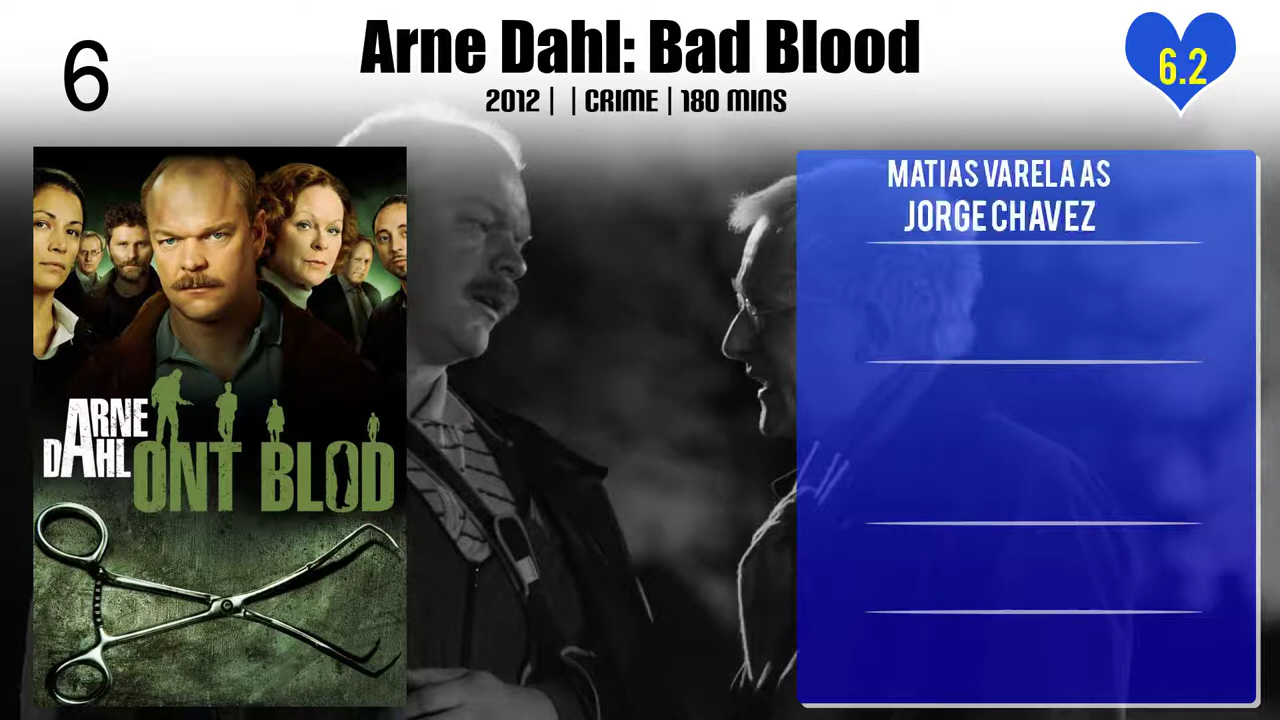 6
Arne Dahl: Bad Blood
2012 | | CRIME | 180 MINS
6.2
MATIAS VARELA AS
JORGE CHAVEZ
ARNE
DAHL
ONT BLOD